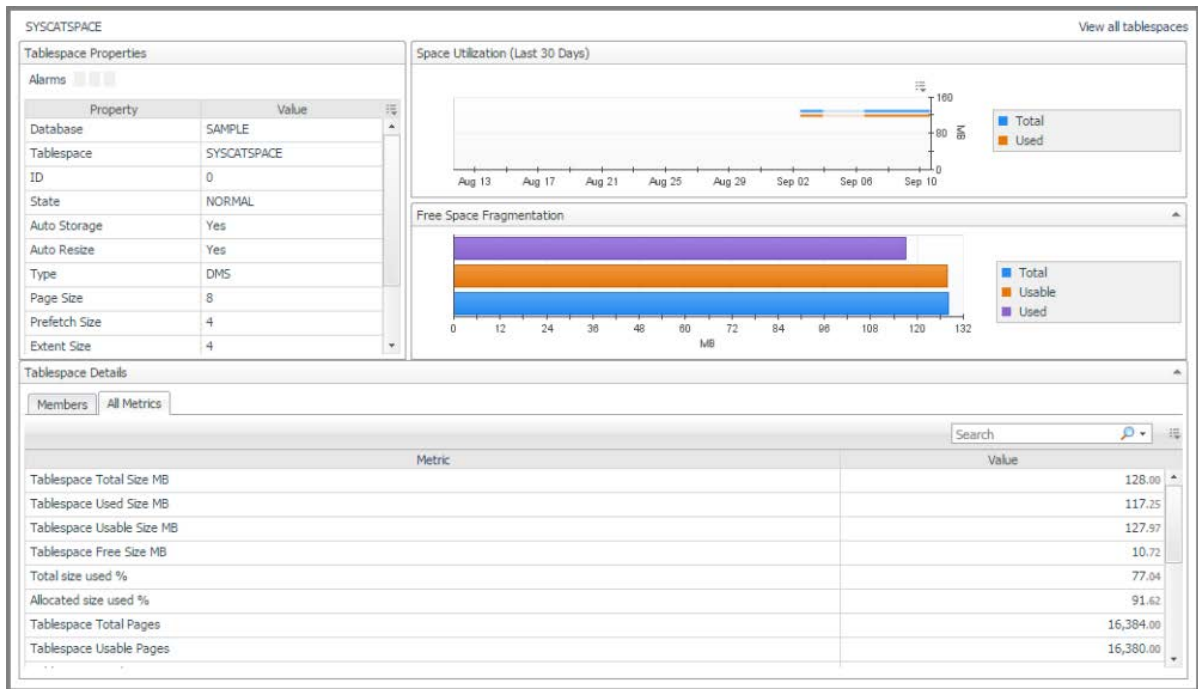 SYSCATSPACE View all tablespaces
Tablespace Properties
Alarms
Property Value
Database SAMPLE
Tablespace SYSCATSPACE
ID 0
State NORMAL
Auto Storage Yes
Auto Resize Yes
Type DMS
Page Size 8
Prefetch Size 4
Extent Size 4
Space Utilization (Last 30 Days)
160
80
0
MB
Aug 13 Aug 17 Aug 21 Aug 25 Aug 29 Sep 02 Sep 06 Sep 10
Total
Used
Free Space Fragmentation
0 12 24 36 48 60 72 84 96 108 120 132
MB
Total
Usable
Used
Tablespace Details
Members All Metrics
Search
Metric Value
Tablespace Total Size MB 128.00
Tablespace Used Size MB 117.25
Tablespace Usable Size MB 127.97
Tablespace Free Size MB 10.72
Total size used % 77.04
Allocated size used % 91.62
Tablespace Total Pages 16,384.00
Tablespace Usable Pages 16,380.00